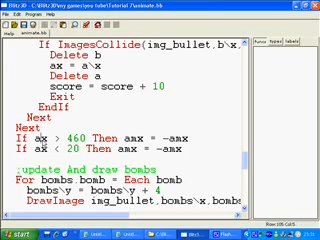 Blitz3D - C:\my games\you tube\Tutorial 7\animate.bb
File Edit Program Help
animate.bb
If ImagesCollide(img_bullet,b\x,
Delete b
ax = a\x
Delete a
score = score + 10
Exit
EndIf
Next
Next
If ax > 460 Then amx = -amx
If ax < 20 Then amx = -amx
;update And draw bombs
For bombs.bomb = Each bomb
bombs\y = bombs\y + 4
DrawImage img_bullet,bombs\x,bombs
funcs types labels
Row:105 Col:9
start